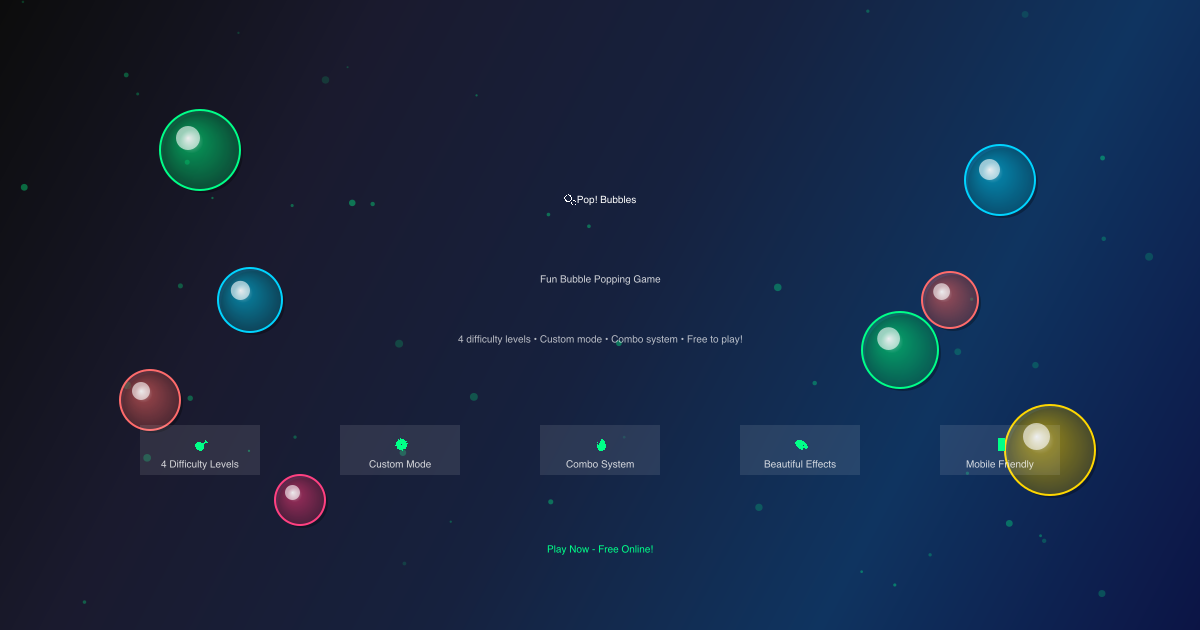 Pop! Bubbles
Fun Bubble Popping Game
4 difficulty levels • Custom mode • Combo system • Free to play!
4 Difficulty Levels
Custom Mode
Combo System
Beautiful Effects
Mobile Friendly
Play Now - Free Online!